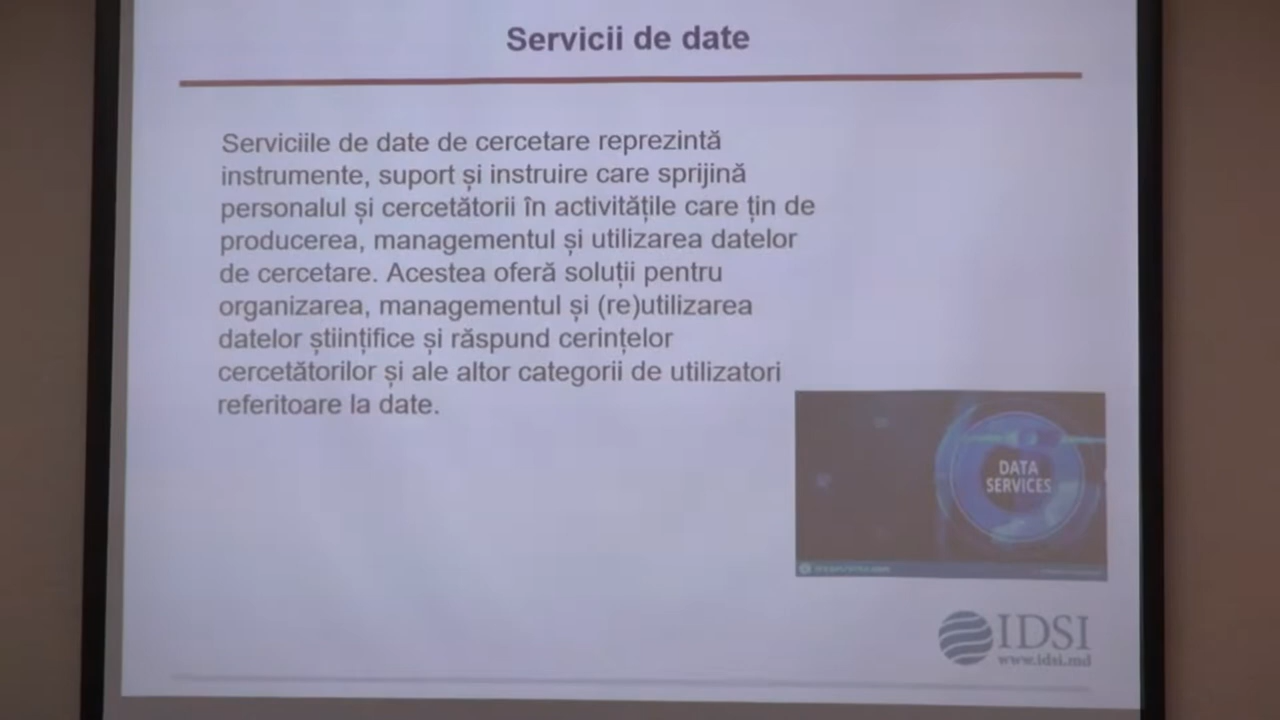 Servicii de date
Serviciile de date de cercetare reprezintă
instrumente, suport și instruire care sprijină
personalul și cercetătorii în activitățile care țin de
producerea, managementul și utilizarea datelor
de cercetare. Acestea oferă soluții pentru
organizarea, managementul și (re)utilizarea
datelor științifice și răspund cerințelor
cercetătorilor și ale altor categorii de utilizatori
referitoare la date.
DATA
SERVICES
IDSI
www.idsi.md